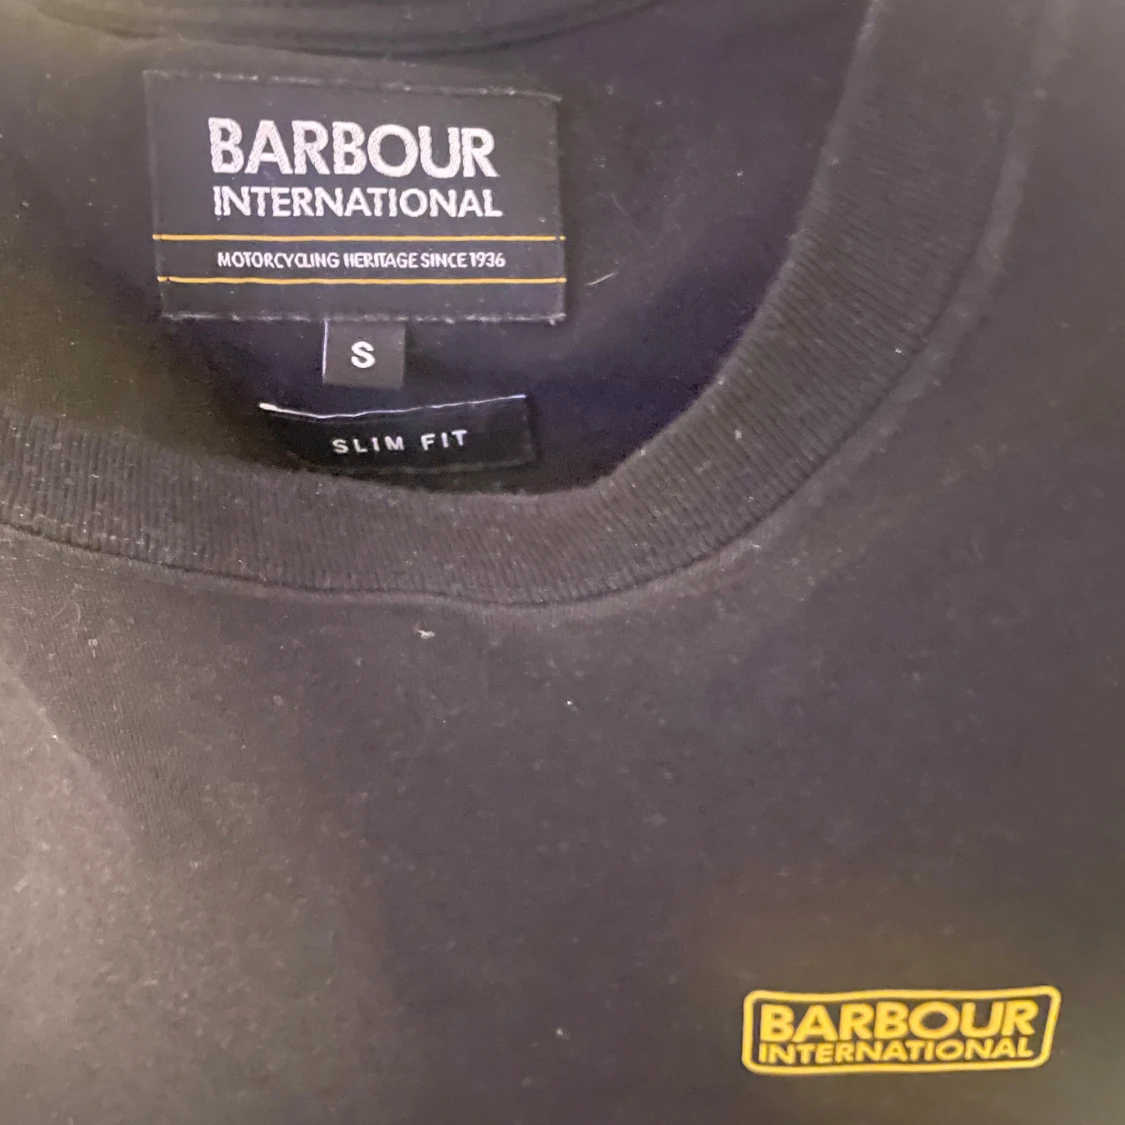 BARBOUR
INTERNATIONAL
MOTORCYCLING HERITAGE SINCE 1936
S
SLIM FIT
BARBOUR
INTERNATIONAL